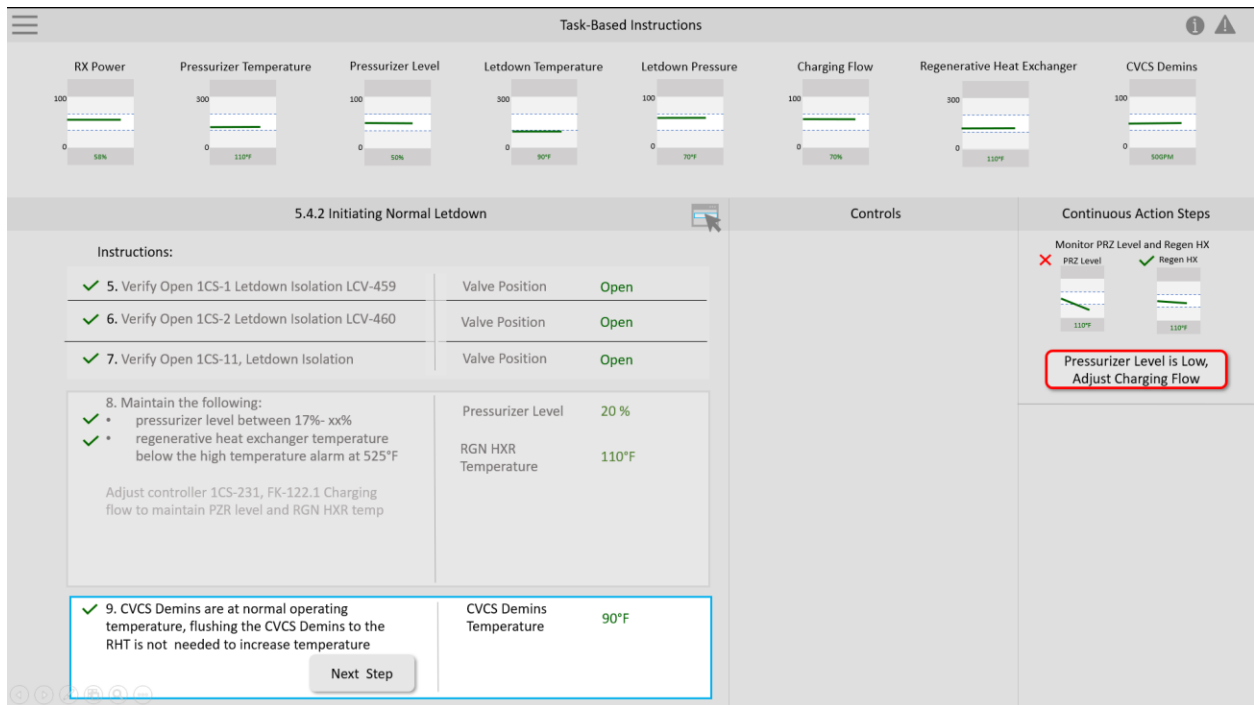 Task-Based Instructions
RX Power
100
0
58%
Pressurizer Temperature
300
0
110°F
Pressurizer Level
100
0
50%
Letdown Temperature
300
0
90°F
Letdown Pressure
100
0
70°F
Charging Flow
100
0
70%
Regenerative Heat Exchanger
300
0
110°F
CVCS Demins
100
0
50GPM
5.4.2 Initiating Normal Letdown
Instructions:
5. Verify Open 1CS-1 Letdown Isolation LCV-459
Valve Position
Open
6. Verify Open 1CS-2 Letdown Isolation LCV-460
Valve Position
Open
7. Verify Open 1CS-11, Letdown Isolation
Valve Position
Open
8. Maintain the following:
• pressurizer level between 17%- xx%
• regenerative heat exchanger temperature
below the high temperature alarm at 525°F
Adjust controller 1CS-231, FK-122.1 Charging
flow to maintain PZR level and RGN HXR temp
Pressurizer Level
20 %
RGN HXR
Temperature
110°F
9. CVCS Demins are at normal operating
temperature, flushing the CVCS Demins to the
RHT is not needed to increase temperature
Next Step
CVCS Demins
Temperature
90°F
Controls
Continuous Action Steps
Monitor PRZ Level and Regen HX
PRZ Level
110°F
Regen HX
110°F
Pressurizer Level is Low,
Adjust Charging Flow